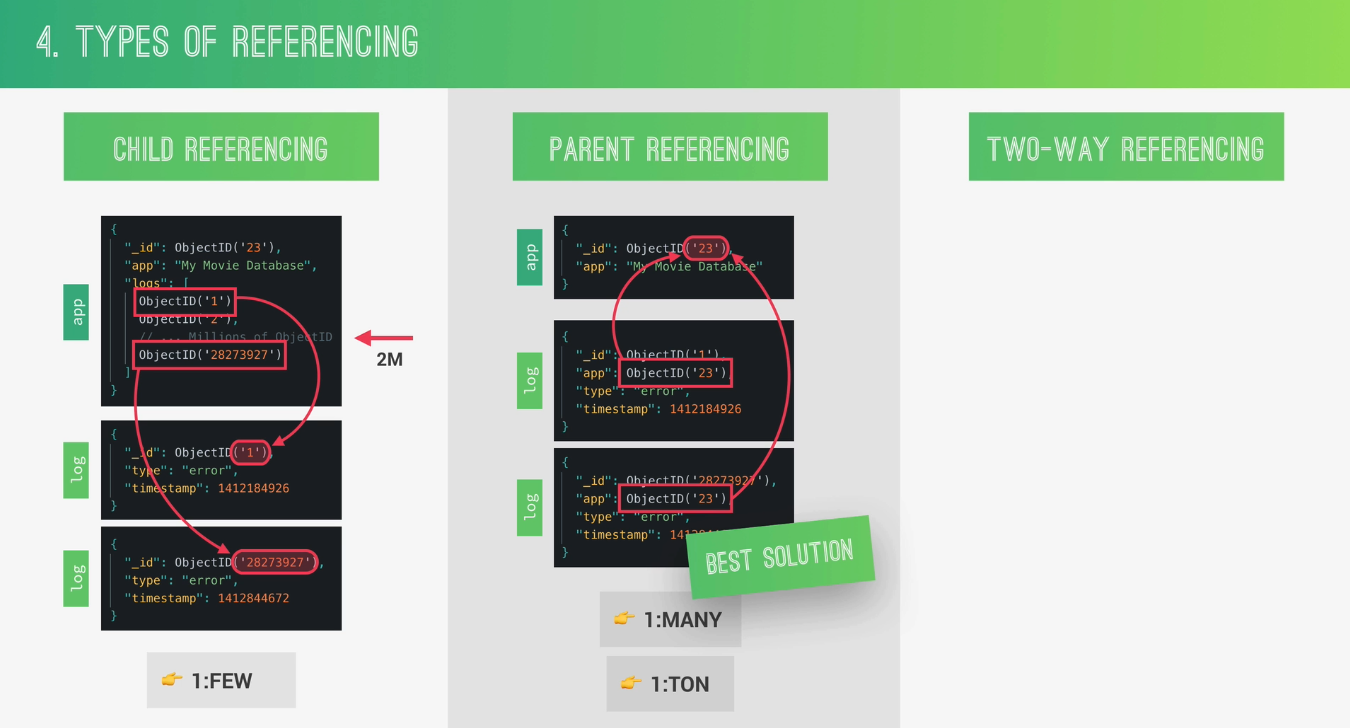 4. TYPES OF REFERENCING
CHILD REFERENCING
app
{
"_id": ObjectID('23'),
"app": "My Movie Database",
"logs": [
ObjectID('1')
ObjectID('2'),
// ... Millions of ObjectID
ObjectID('28273927')
]
}
2M
log
{
"_id": ObjectID('1'),
"type": "error",
"timestamp": 1412184926
}
log
{
"_id": ObjectID('28273927'),
"type": "error",
"timestamp": 1412844672
}
👉 1:FEW
PARENT REFERENCING
app
{
"_id": ObjectID('23'),
"app": "My Movie Database"
}
log
{
"_id": ObjectID('1'),
"app": ObjectID('23'),
"type": "error",
"timestamp": 1412184926
}
log
{
"_id": ObjectID('28273927'),
"app": ObjectID('23'),
"type": "error",
"timestamp":
}
BEST SOLUTION
👉 1:MANY
👉 1:TON
TWO-WAY REFERENCING